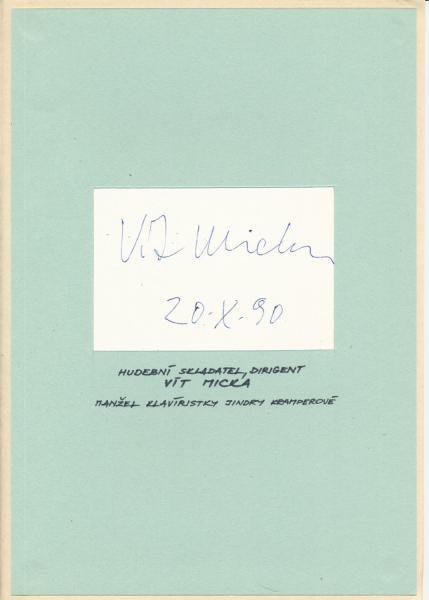 Vít Micka
20.X.90
HUDEBNÍ SKLADATEL, DIRIGENT
VÍT MICKA
MANŽEL KLAVÍRISTKY JINDRY KRAMPEROVÉ